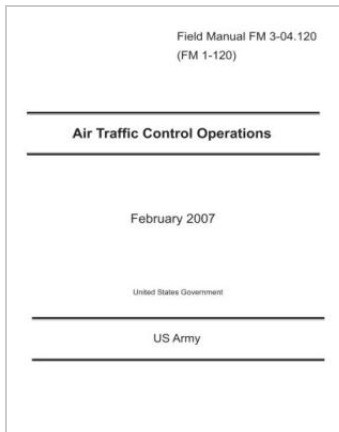 Field Manual FM 3-04.120
(FM 1-120)
Air Traffic Control Operations
February 2007
United States Government
US Army